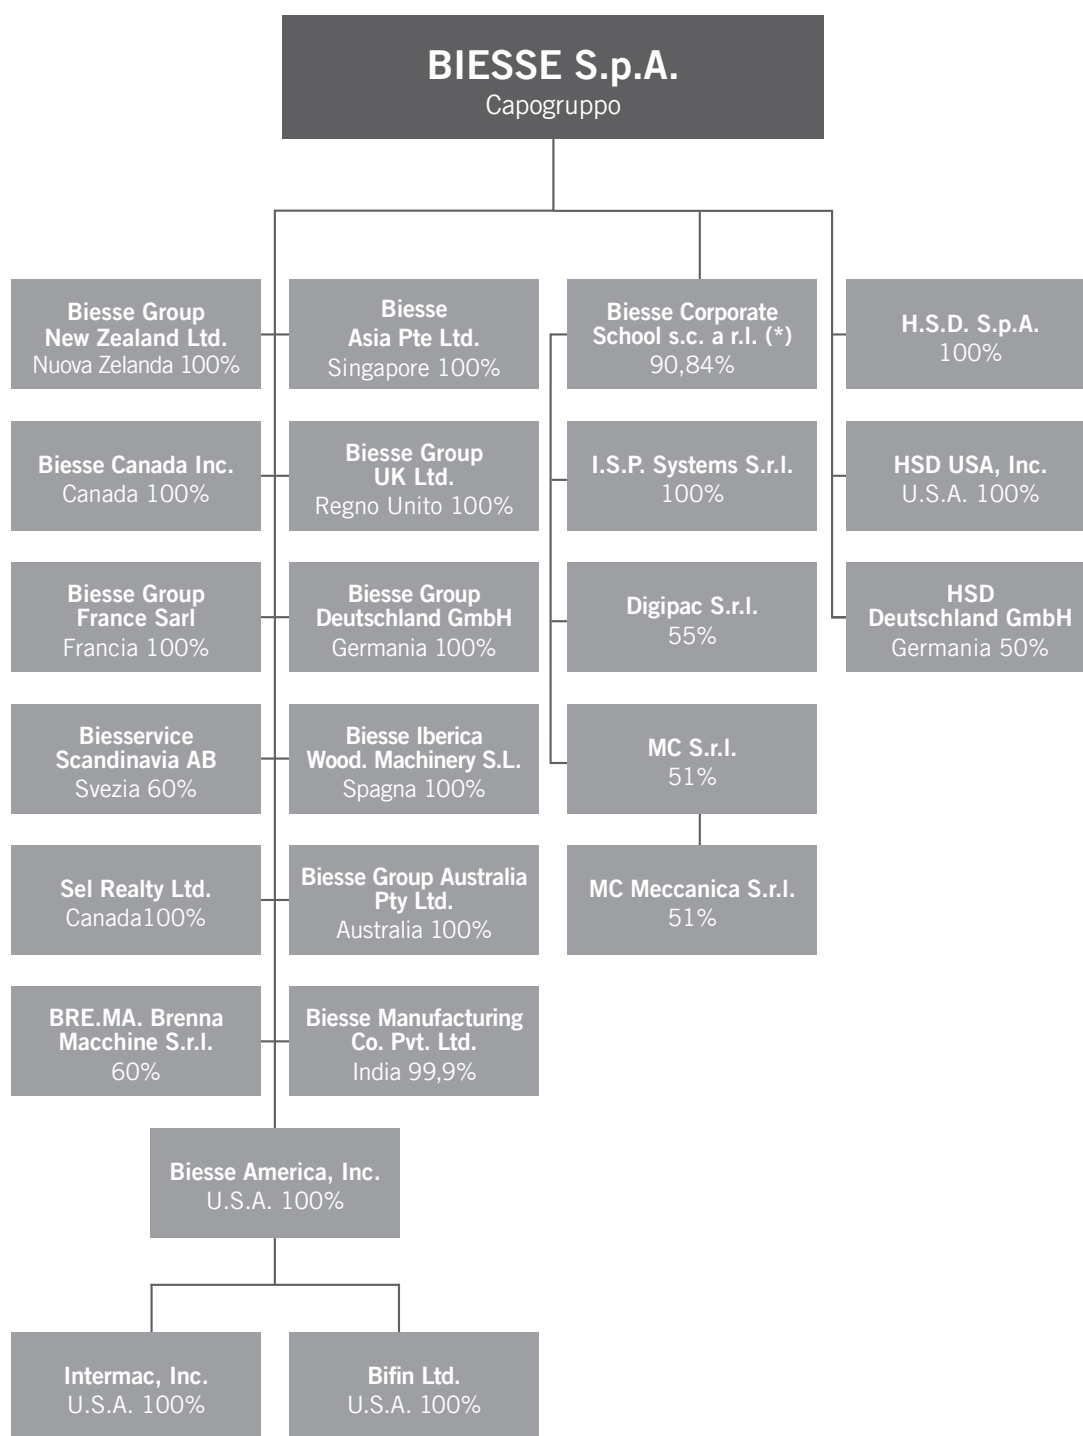 BIESSE S.p.A.
Capogruppo
Biesse Group
New Zealand Ltd.
Nuova Zelanda 100%
Biesse
Asia Pte Ltd.
Singapore 100%
Biesse Corporate
School s.c. a r.l. (*)
90,84%
H.S.D. S.p.A.
100%
Biesse Canada Inc.
Canada 100%
Biesse Group
UK Ltd.
Regno Unito 100%
I.S.P. Systems S.r.l.
100%
HSD USA, Inc.
U.S.A. 100%
Biesse Group
France Sarl
Francia 100%
Biesse Group
Deutschland GmbH
Germania 100%
Digipac S.r.l.
55%
HSD
Deutschland GmbH
Germania 50%
Biesservice
Scandinavia AB
Svezia 60%
Biesse Iberica
Wood. Machinery S.L.
Spagna 100%
MC S.r.l.
51%
Sel Realty Ltd.
Canada100%
Biesse Group Australia
Pty Ltd.
Australia 100%
MC Meccanica S.r.l.
51%
BRE.MA. Brenna
Macchine S.r.l.
60%
Biesse Manufacturing
Co. Pvt. Ltd.
India 99,9%
Biesse America, Inc.
U.S.A. 100%
Intermac, Inc.
U.S.A. 100%
Bifin Ltd.
U.S.A. 100%